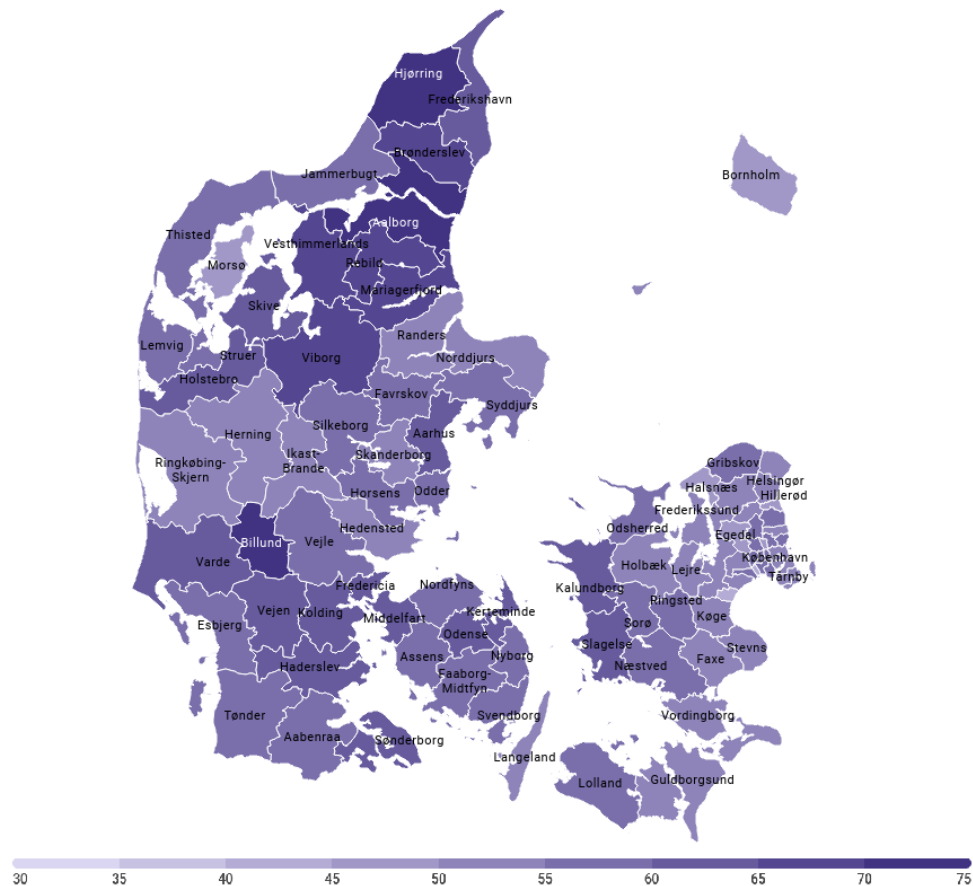 Hjørring
Frederikshavn
Brønderslev
Jammerbugt
Bornholm
Aalborg
Thisted
Vesthimmerlands
Rebild
Morsø
Mariagerfjord
Skive
Randers
Lemvig
Struer
Viborg
Norddjurs
Holstebro
Favrskov
Syddjurs
Silkeborg
Herning
Aarhus
Ikast-
Brande
Skanderborg
Ringkøbing-
Skjern
Gribskov
Helsingør
Halsnæs
Hillerød
Horsens
Odder
Frederikssund
Hedensted
Odsherred
Egedal
Billund
Vejle
København
Varde
Holbæk
Lejre
Tårnby
Fredericia
Nordfyns
Kalundborg
Ringsted
Vejen
Kolding
Middelfart
Kerteminde
Køge
Esbjerg
Sorø
Odense
Slagelse
Stevns
Assens
Nyborg
Faxe
Haderslev
Næstved
Faaborg-
Midtfyn
Tønder
Svendborg
Vordingborg
Aabenraa
Sønderborg
Langeland
Lolland
Guldborgsund
30 35 40 45 50 55 60 65 70 75